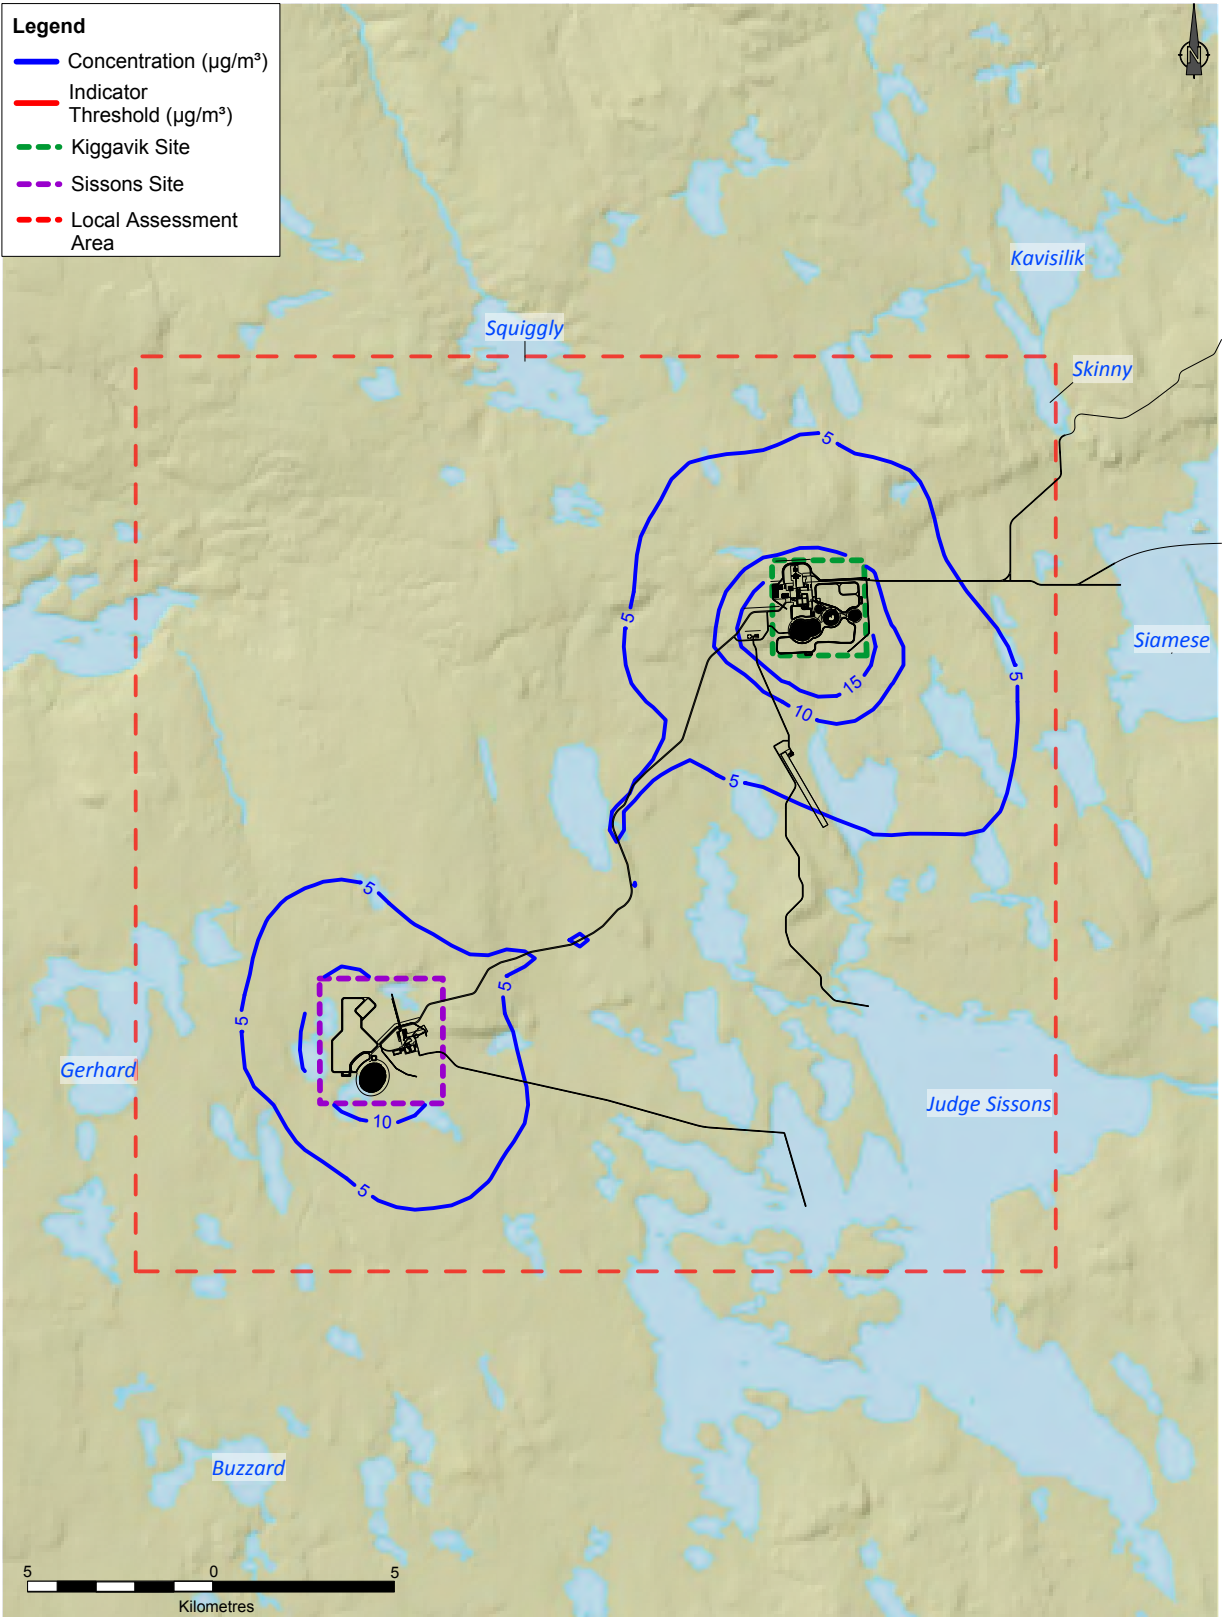 Legend
Concentration (µg/m³)
Indicator
Threshold (µg/m³)
Kiggavik Site
Sissons Site
Local Assessment
Area
Kavisilik
Squiggly
Skinny
5
5
Siamese
5
15
10
5
5
5
5
Gerhard
Judge Sissons
10
5
Buzzard
5 0 5
Kilometres